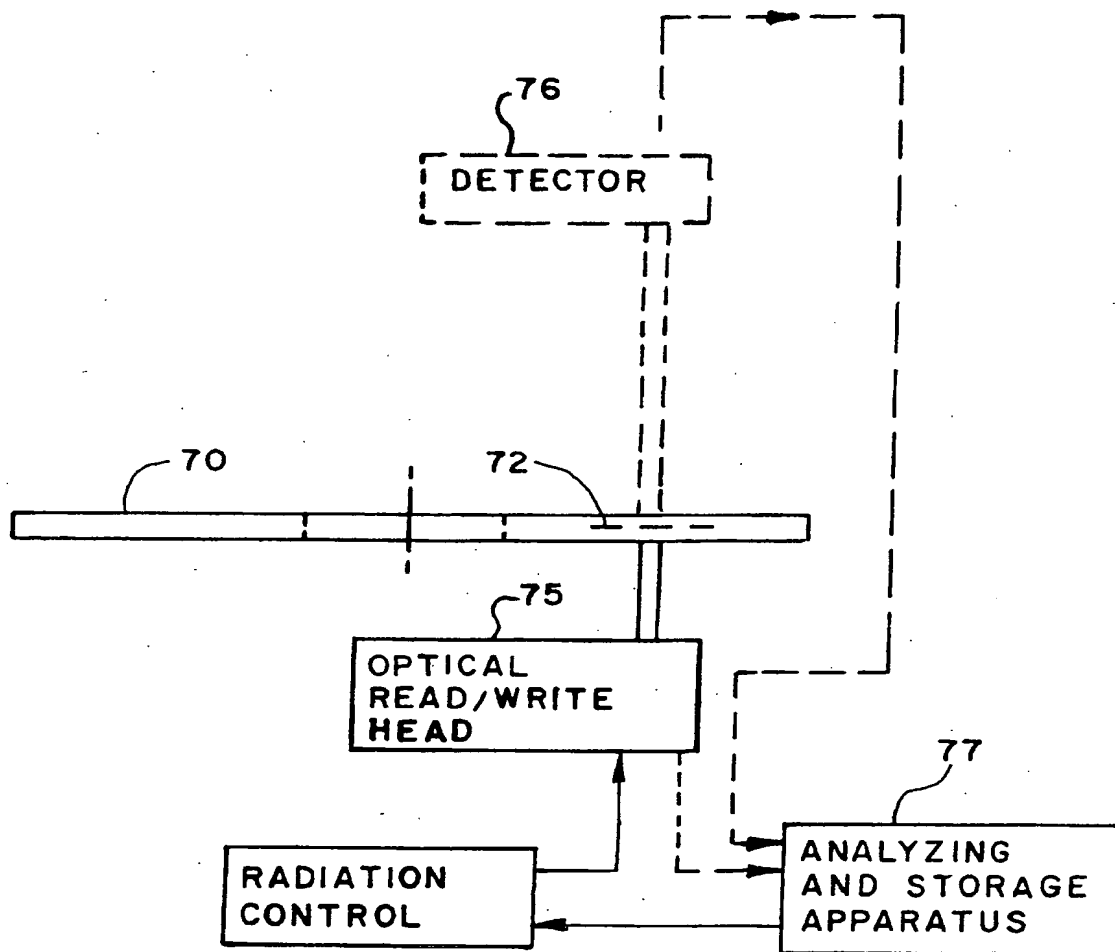 76
DETECTOR
70
72
75
OPTICAL
READ/WRITE
HEAD
77
RADIATION
CONTROL
ANALYZING
AND STORAGE
APPARATUS